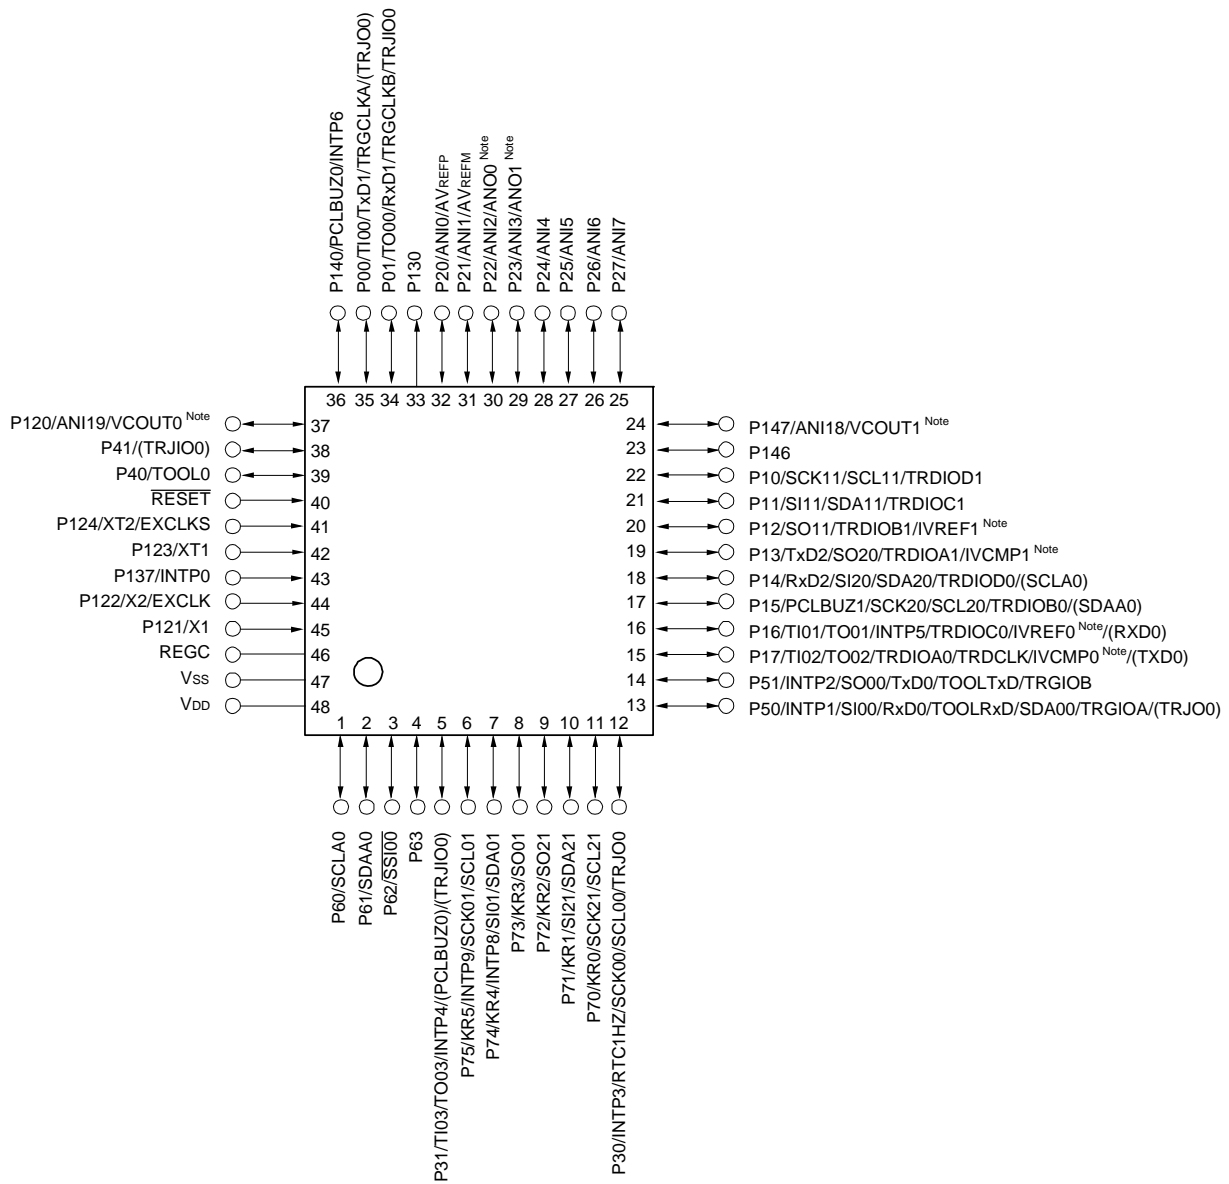 P140/PCLBUZ0/INTP6
P00/TI00/TxD1/TRGCLKA/(TRJO0)
P01/TO00/RxD1/TRGCLKB/TRJIO0
P130
P20/ANI0/AVREFP
P21/ANI1/AVREFM
P22/ANI2/ANO0 Note
P23/ANI3/ANO1 Note
P24/ANI4
P25/ANI5
P26/ANI6
P27/ANI7
36 35 34 33 32 31 30 29 28 27 26 25
P120/ANI19/VCOUT0 Note 37
P41/(TRJIO0) 38
P40/TOOL0 39
RESET 40
P124/XT2/EXCLKS 41
P123/XT1 42
P137/INTP0 43
P122/X2/EXCLK 44
P121/X1 45
REGC 46
VSS 47
VDD 48
24 P147/ANI18/VCOUT1 Note
23 P146
22 P10/SCK11/SCL11/TRDIOD1
21 P11/SI11/SDA11/TRDIOC1
20 P12/SO11/TRDIOB1/IVREF1 Note
19 P13/TxD2/SO20/TRDIOA1/IVCMP1 Note
18 P14/RxD2/SI20/SDA20/TRDIOD0/(SCLA0)
17 P15/PCLBUZ1/SCK20/SCL20/TRDIOB0/(SDAA0)
16 P16/TI01/TO01/INTP5/TRDIOC0/IVREF0 Note/(RXD0)
15 P17/TI02/TO02/TRDIOA0/TRDCLK/IVCMP0 Note/(TXD0)
14 P51/INTP2/SO00/TxD0/TOOLTxD/TRGIOB
13 P50/INTP1/SI00/RxD0/TOOLRxD/SDA00/TRGIOA/(TRJO0)
1 2 3 4 5 6 7 8 9 10 11 12
P60/SCLA0
P61/SDAA0
P62/SSI00
P63
P31/TI03/TO03/INTP4/(PCLBUZ0)/(TRJIO0)
P75/KR5/INTP9/SCK01/SCL01
P74/KR4/INTP8/SI01/SDA01
P73/KR3/SO01
P72/KR2/SO21
P71/KR1/SI21/SDA21
P70/KR0/SCK21/SCL21
P30/INTP3/RTC1HZ/SCK00/SCL00/TRJO0